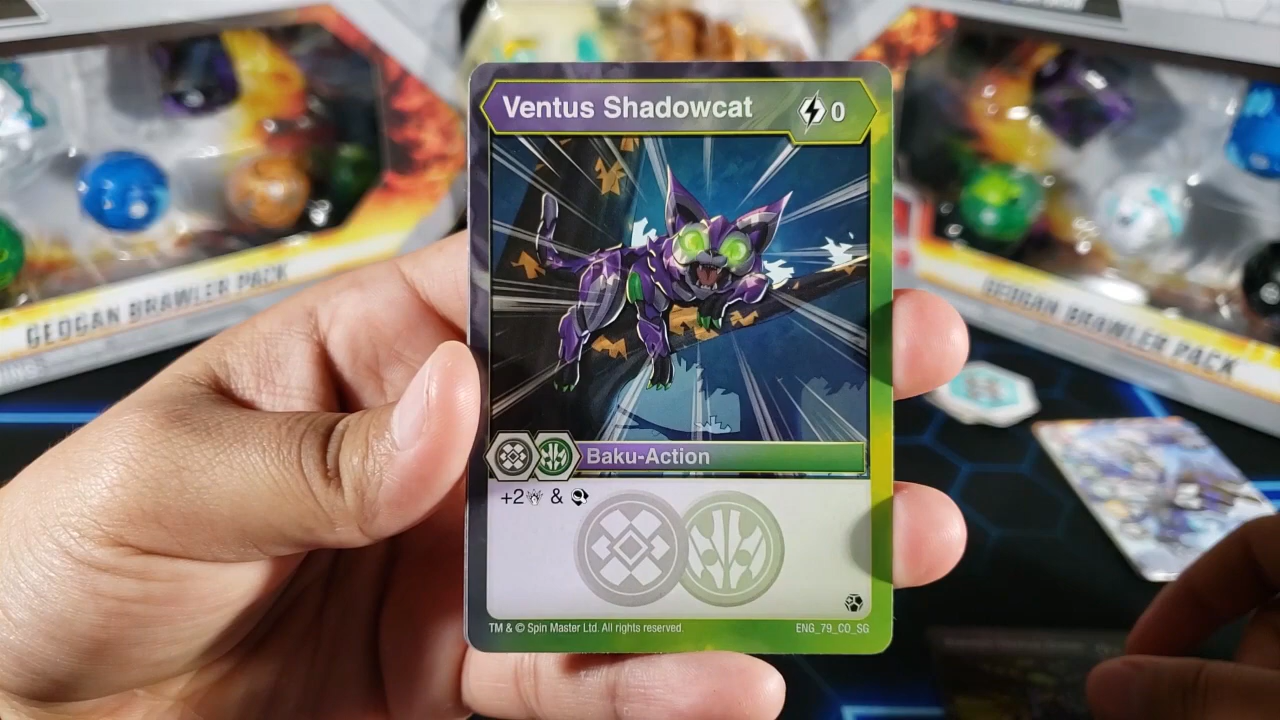 Ventus Shadowcat
0
Baku-Action
+2 &
TM & © Spin Master Ltd. All rights reserved.
ENG_79_CO_SG
GEOGAN BRAWLER PACK
GEOGAN BRAWLER PACK